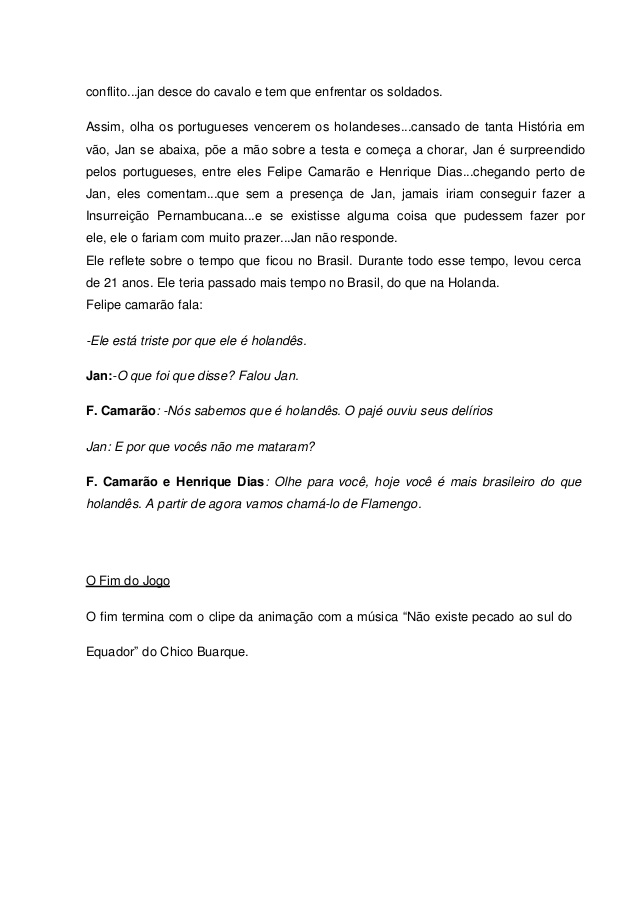 conflito...jan desce do cavalo e tem que enfrentar os soldados.
Assim, olha os portugueses vencerem os holandeses...cansado de tanta História em
vão, Jan se abaixa, põe a mão sobre a testa e começa a chorar, Jan é surpreendido
pelos portugueses, entre eles Felipe Camarão e Henrique Dias...chegando perto de
Jan, eles comentam...que sem a presença de Jan, jamais iriam conseguir fazer a
Insurreição Pernambucana...e se existisse alguma coisa que pudessem fazer por
ele, ele o fariam com muito prazer...Jan não responde.
Ele reflete sobre o tempo que ficou no Brasil. Durante todo esse tempo, levou cerca
de 21 anos. Ele teria passado mais tempo no Brasil, do que na Holanda.
Felipe camarão fala:
-Ele está triste por que ele é holandês.
Jan:-O que foi que disse? Falou Jan.
F. Camarão: -Nós sabemos que é holandês. O pajé ouviu seus delírios
Jan: E por que vocês não me mataram?
F. Camarão e Henrique Dias: Olhe para você, hoje você é mais brasileiro do que
holandês. A partir de agora vamos chamá-lo de Flamengo.
O Fim do Jogo
O fim termina com o clipe da animação com a música “Não existe pecado ao sul do
Equador” do Chico Buarque.